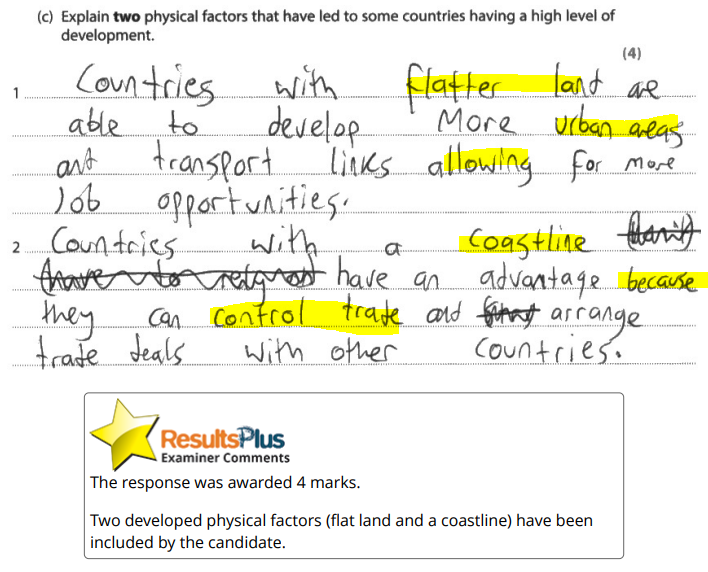 (c) Explain two physical factors that have led to some countries having a high level of
development.
(4)
1 Countries with flatter land are
able to develop more urban areas
and transport links allowing for more
Job opportunities.
2 Countries with a coastline
have an advantage because
they can control trade and arrange
trade deals with other countries.
ResultsPlus
Examiner Comments
The response was awarded 4 marks.
Two developed physical factors (flat land and a coastline) have been
included by the candidate.